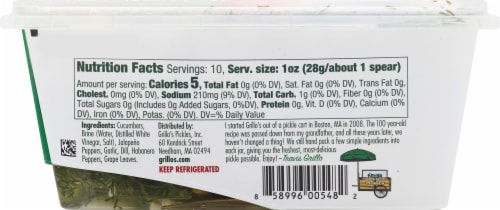 Nutrition Facts Servings: 10, Serv. size: 1oz (28g/about 1 spear)
Amount per serving: Calories 5, Total Fat 0g (0% DV), Sat. Fat 0g (0% DV), Trans Fat 0g,
Cholest. 0mg (0% DV), Sodium 210mg (9% DV), Total Carb. 1g (0% DV), Fiber 0g (0% DV),
Total Sugars 0g (Includes 0g Added Sugars, 0%DV), Protein 0g, Vit. D (0% DV), Calcium (0%
DV), Iron (0% DV), Potas. (0% DV). DV=% Daily Value
Ingredients: Cucumbers,
Brine (Water, Distilled White
Vinegar, Salt), Jalapeño
Peppers, Garlic, Dill, Habanero
Peppers, Grape Leaves.
Distributed by:
Grillo's Pickles, Inc.
60 Kendrick Street
Needham, MA 02494
grillos.com
KEEP REFRIGERATED
I started Grillo's out of a pickle cart in Boston, MA in 2008. The 100 year-old
recipe was passed down from my grandfather, and all these years later, we
haven't changed a thing! We still hand pack a few simple ingredients into
each jar, giving you the freshest, most-delicious
pickle possible. Enjoy! -Travis Grillo
8 58996 00548 2